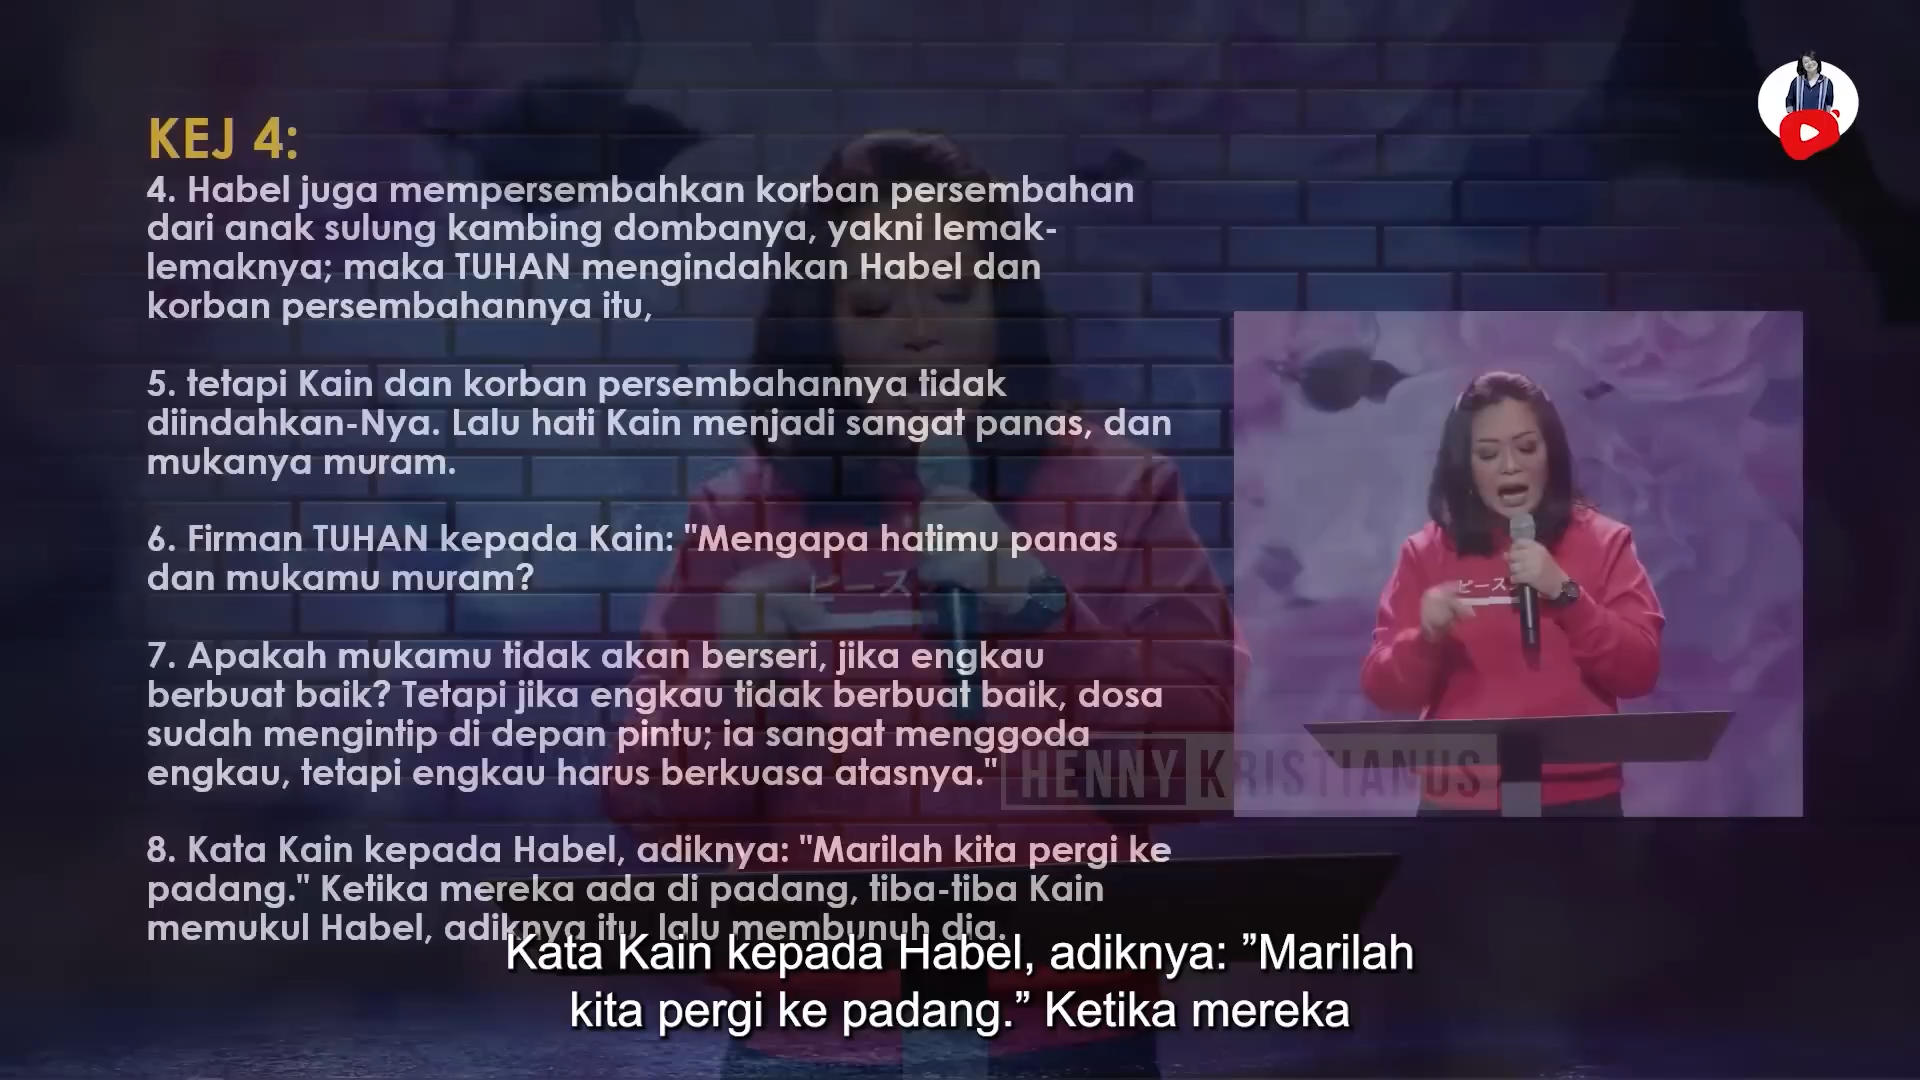 KEJ 4:
4. Habel juga mempersembahkan korban persembahan
dari anak sulung kambing dombanya, yakni lemak-
lemaknya; maka TUHAN mengindahkan Habel dan
korban persembahannya itu,
5. tetapi Kain dan korban persembahannya tidak
diindahkan-Nya. Lalu hati Kain menjadi sangat panas, dan
mukanya muram.
6. Firman TUHAN kepada Kain: "Mengapa hatimu panas
dan mukamu muram?
7. Apakah mukamu tidak akan berseri, jika engkau
berbuat baik? Tetapi jika engkau tidak berbuat baik, dosa
sudah mengintip di depan pintu; ia sangat menggoda
engkau, tetapi engkau harus berkuasa atasnya."
8. Kata Kain kepada Habel, adiknya: "Marilah kita pergi ke
padang." Ketika mereka ada di padang, tiba-tiba Kain
memukul Habel, adiknya itu, lalu membunuh dia.
HENNY KRISTIANUS
ピース
ピース
Kata Kain kepada Habel, adiknya: ”Marilah
kita pergi ke padang.” Ketika mereka